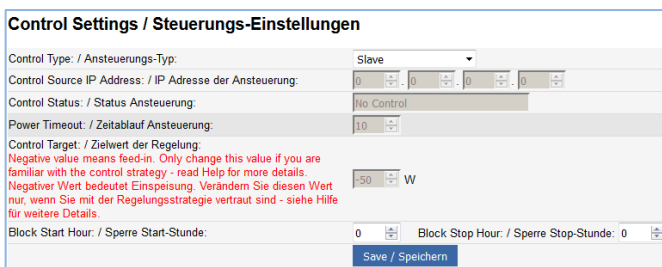 Control Settings / Steuerungs-Einstellungen
Control Type: / Ansteuerungs-Typ: Slave
Control Source IP Address: / IP Adresse der Ansteuerung: 0 . 0 . 0 . 0
Control Status: / Status Ansteuerung: No Control
Power Timeout: / Zeitablauf Ansteuerung: 10
Control Target: / Zielwert der Regelung:
Negative value means feed-in. Only change this value if you are
familiar with the control strategy - read Help for more details.
Negativer Wert bedeutet Einspeisung. Verändern Sie diesen Wert
nur, wenn Sie mit der Regelungsstrategie vertraut sind - siehe Hilfe
für weitere Details.
-50 W
Block Start Hour: / Sperre Start-Stunde: 0 Block Stop Hour: / Sperre Stop-Stunde: 0
Save / Speichern